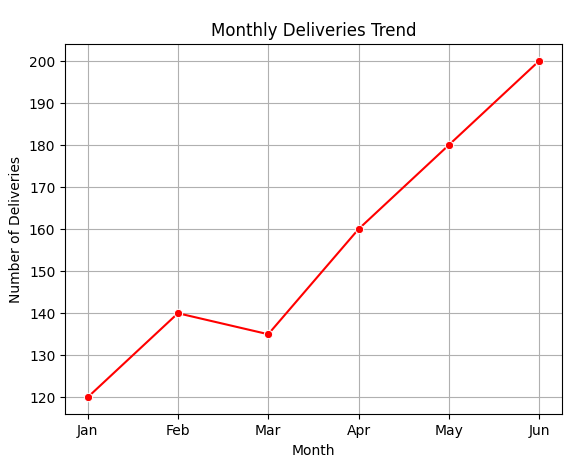 Monthly Deliveries Trend
200
190
180
170
160
150
140
130
120
Number of Deliveries
Jan Feb Mar Apr May Jun
Month